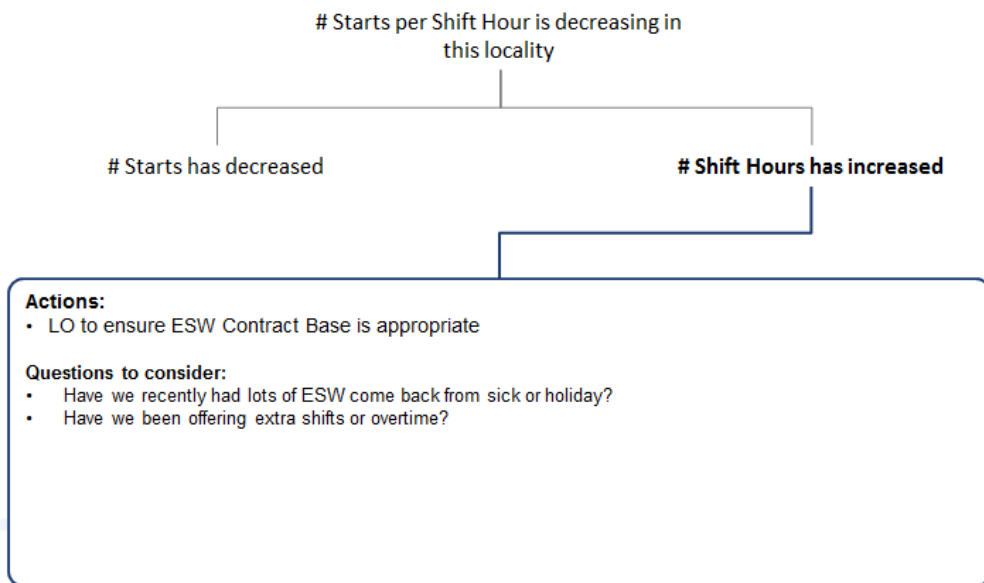 # Starts per Shift Hour is decreasing in
this locality
# Starts has decreased
# Shift Hours has increased
Actions:
• LO to ensure ESW Contract Base is appropriate
Questions to consider:
• Have we recently had lots of ESW come back from sick or holiday?
• Have we been offering extra shifts or overtime?